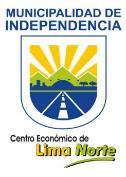 MUNICIPALIDAD DE
INDEPENDENCIA
Centro Económico de
Lima Norte